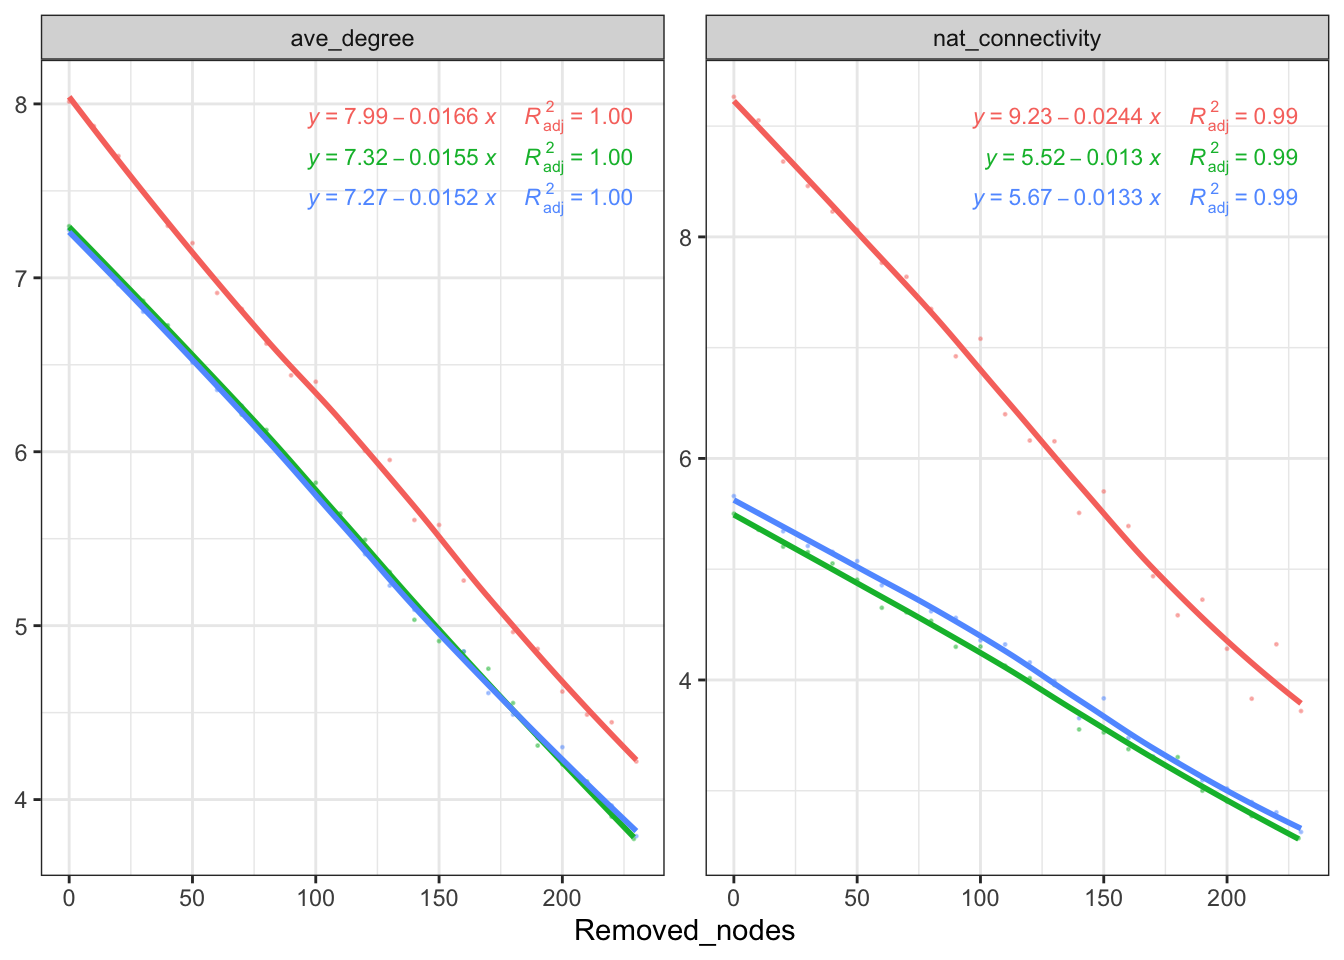 ave_degree
nat_connectivity
8
7
6
5
4
y = 7.99 – 0.0166 x R²adj = 1.00
y = 7.32 – 0.0155 x R²adj = 1.00
y = 7.27 – 0.0152 x R²adj = 1.00
0 50 100 150 200
8
6
4
y = 9.23 – 0.0244 x R²adj = 0.99
y = 5.52 – 0.013 x R²adj = 0.99
y = 5.67 – 0.0133 x R²adj = 0.99
0 50 100 150 200
Removed_nodes